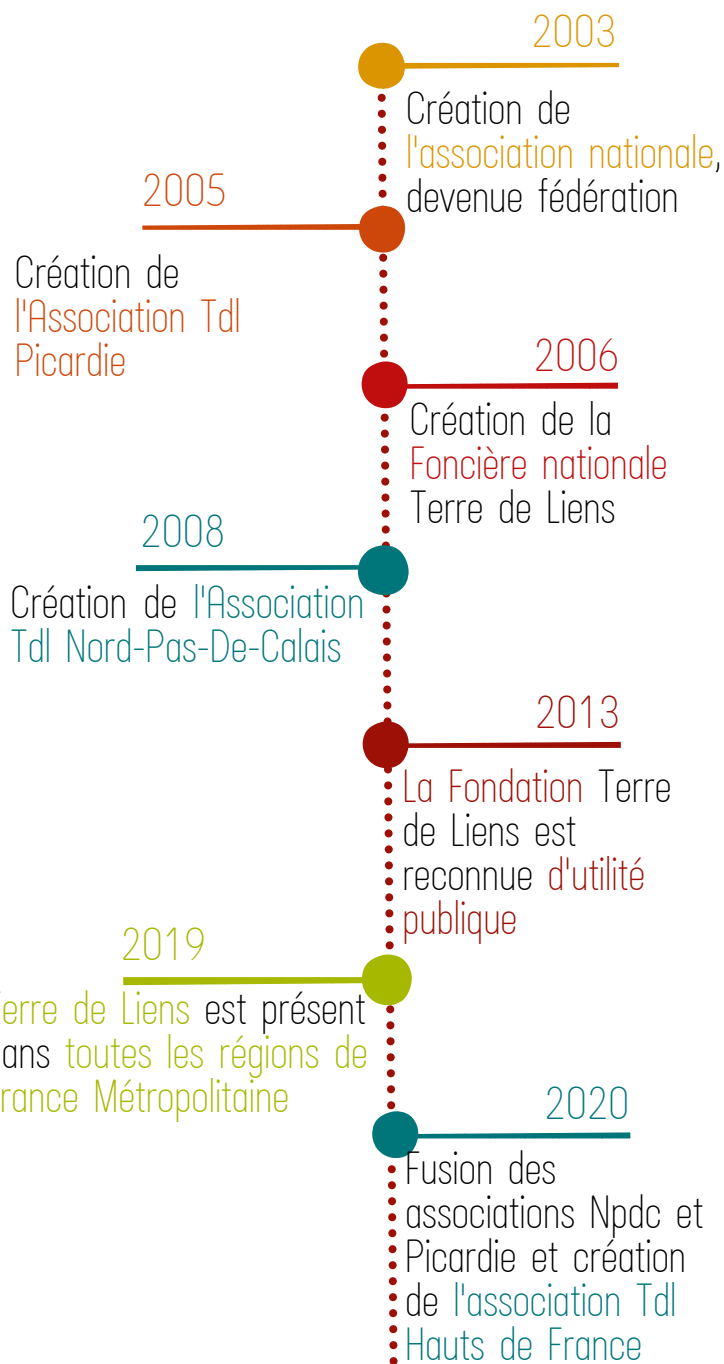 2003
Création de
l'association nationale,
devenue fédération
2005
Création de
l'Association Tdl
Picardie
2006
Création de la
Foncière nationale
Terre de Liens
2008
Création de l'Association
Tdl Nord-Pas-De-Calais
2013
La Fondation Terre
de Liens est
reconnue d'utilité
publique
2019
Terre de Liens est présent
ans toutes les régions de
rance Métropolitaine
2020
Fusion des
associations Npdc et
Picardie et création
de l'association Tdl
Hauts de France